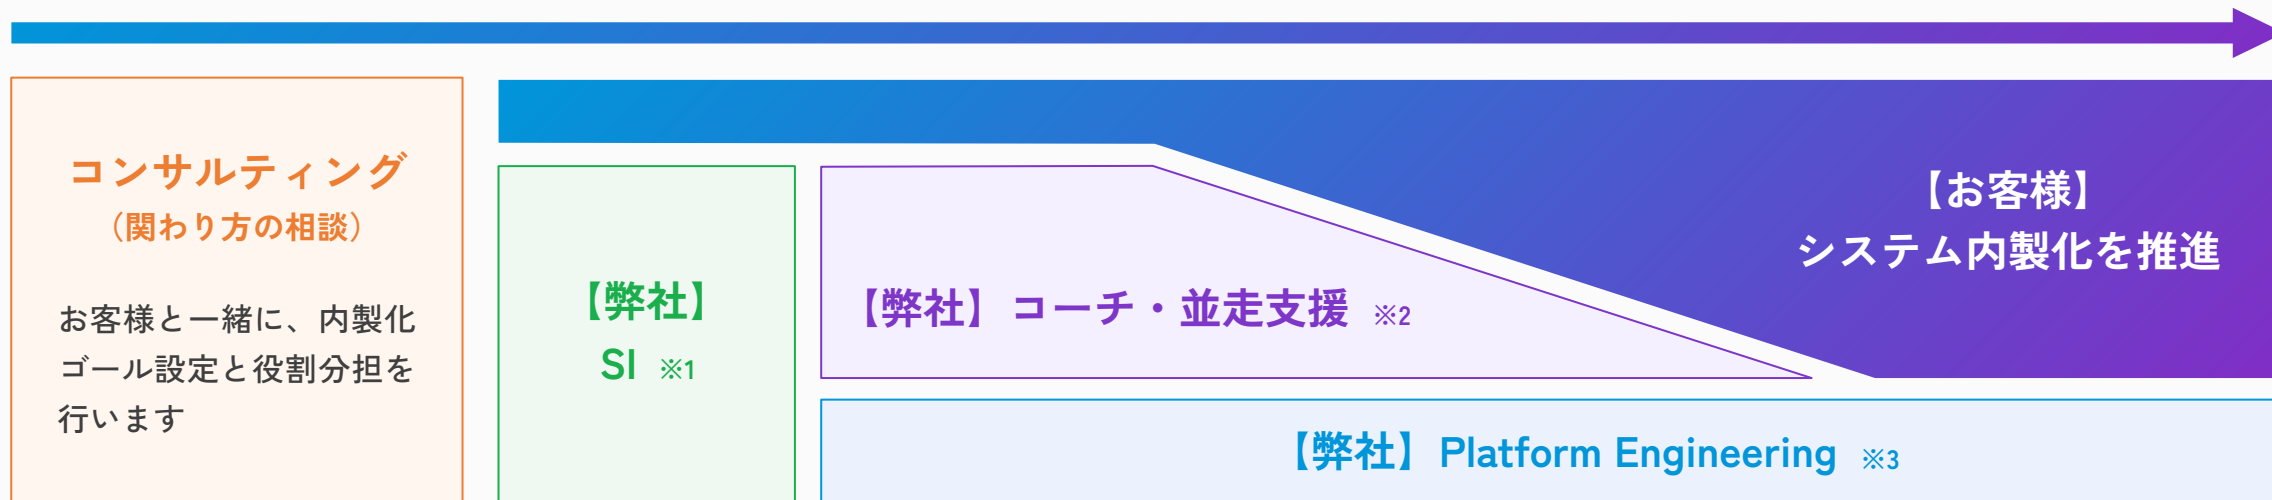 コンサルティング
（関わり方の相談）
お客様と一緒に、内製化
ゴール設定と役割分担を
行います
【弊社】
SI ※1
【弊社】コーチ・並走支援 ※2
【お客様】
システム内製化を推進
【弊社】Platform Engineering ※3